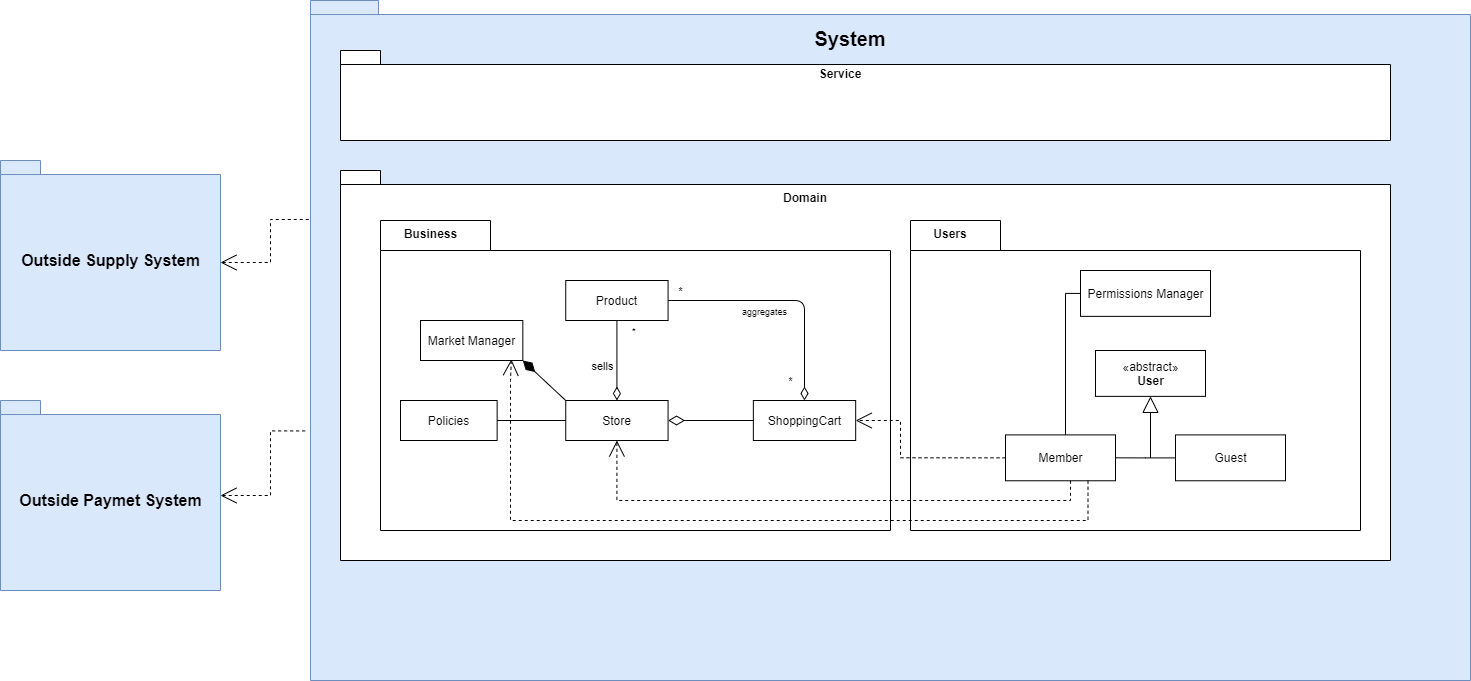 System
Service
Outside Supply System
Domain
Business
Users
Product
*
aggregates
Permissions Manager
Market Manager
*
sells
*
«abstract»
User
Policies
Store
ShoppingCart
Member
Guest
Outside Paymet System